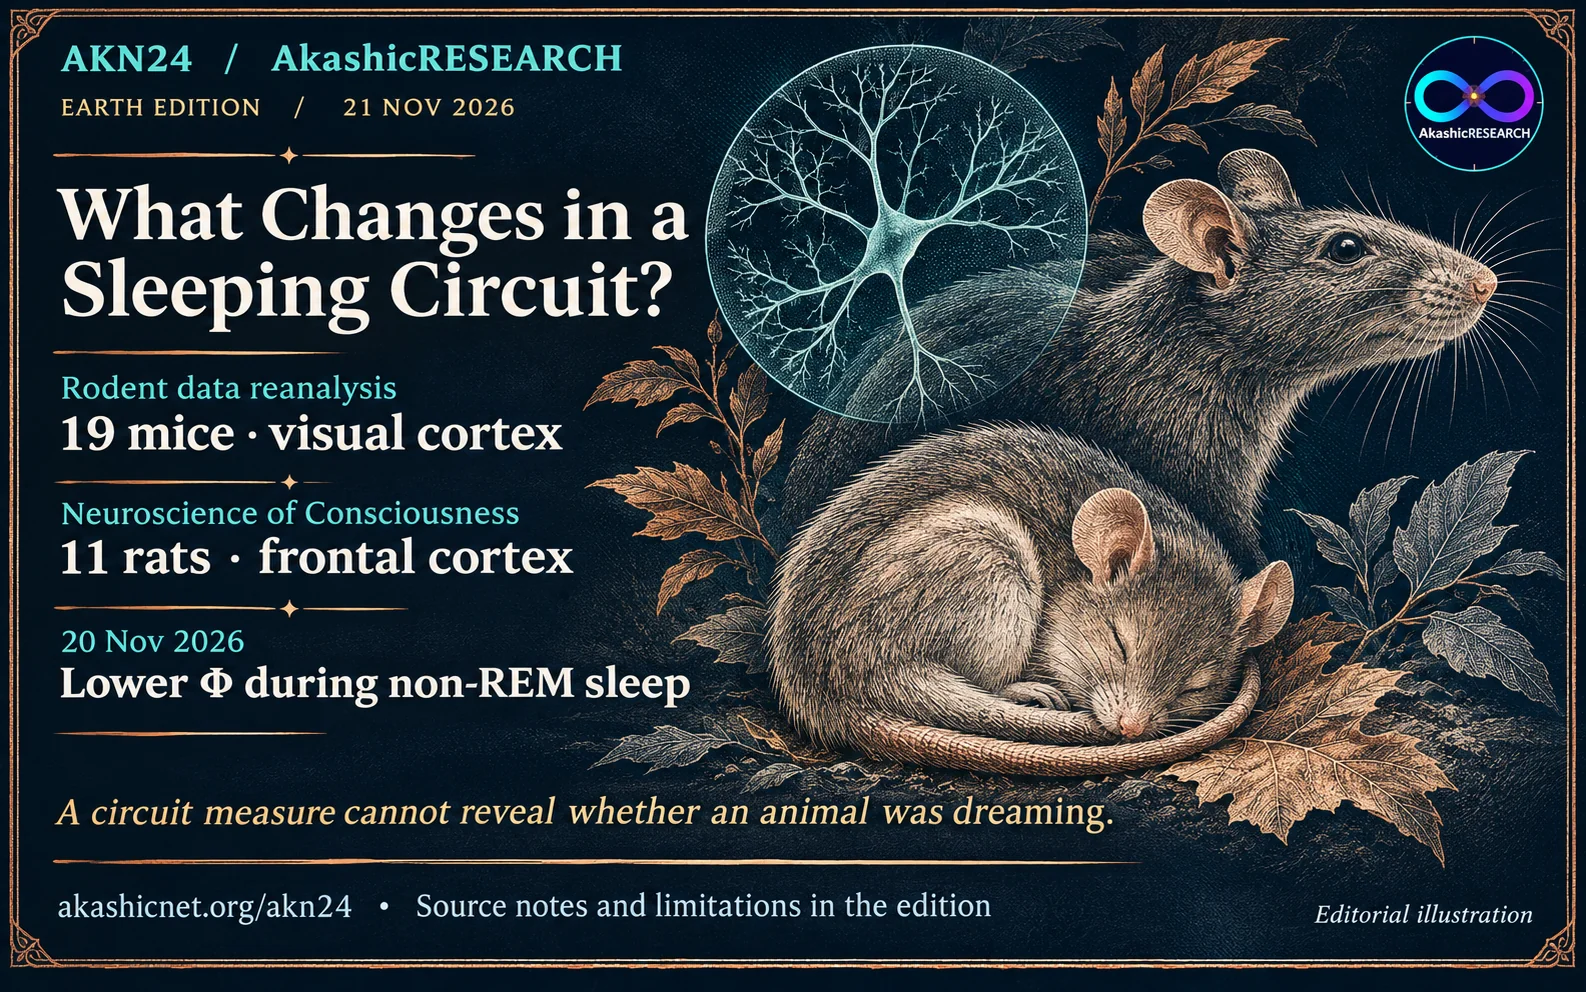 AKN24 / AkashicRESEARCH
EARTH EDITION / 21 NOV 2026
AkashicRESEARCH
What Changes in a
Sleeping Circuit?
Rodent data reanalysis
19 mice · visual cortex
Neuroscience of Consciousness
11 rats · frontal cortex
20 Nov 2026
Lower Φ during non-REM sleep
A circuit measure cannot reveal whether an animal was dreaming.
akashicnet.org/akn24 • Source notes and limitations in the edition
Editorial illustration